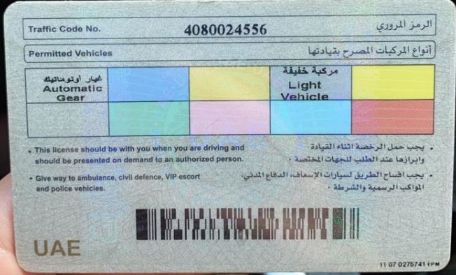 Traffic Code No. 4080024556 الرمز المروري
Permitted Vehicles أنواع المركبات المصرح بقيادتها
غيار أوتوماتيك مركبة خفيفة
Automatic Light
Gear Vehicle
• This license should be with you when you are driving and
should be presented on demand to an authorized person.
• يجب حمل الرخصة اثناء القيادة
وابرازها عند الطلب للجهات المختصة.
• Give way to ambulance, civil defence, VIP escort
and police vehicles.
• يجب افساح الطريق لسيارات الإسعاف، الدفاع المدني،
المواكب الرسمية والشرطة.
UAE
11 07 0275741